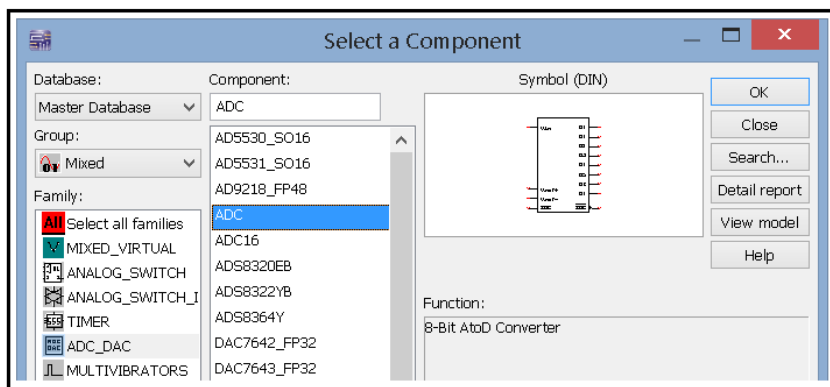 Select a Component
Database:
Master Database
Group:
Mixed
Family:
All Select all families
MIXED_VIRTUAL
ANALOG_SWITCH
ANALOG_SWITCH_I
TIMER
ADC_DAC
MULTIVIBRATORS
Component:
ADC
AD5530_SO16
AD5531_SO16
AD9218_FP48
ADC
ADC16
ADS8320EB
ADS8322YB
ADS8364Y
DAC7642_FP32
DAC7643_FP32
Symbol (DIN)
Function:
8-Bit AtoD Converter
OK
Close
Search...
Detail report
View model
Help